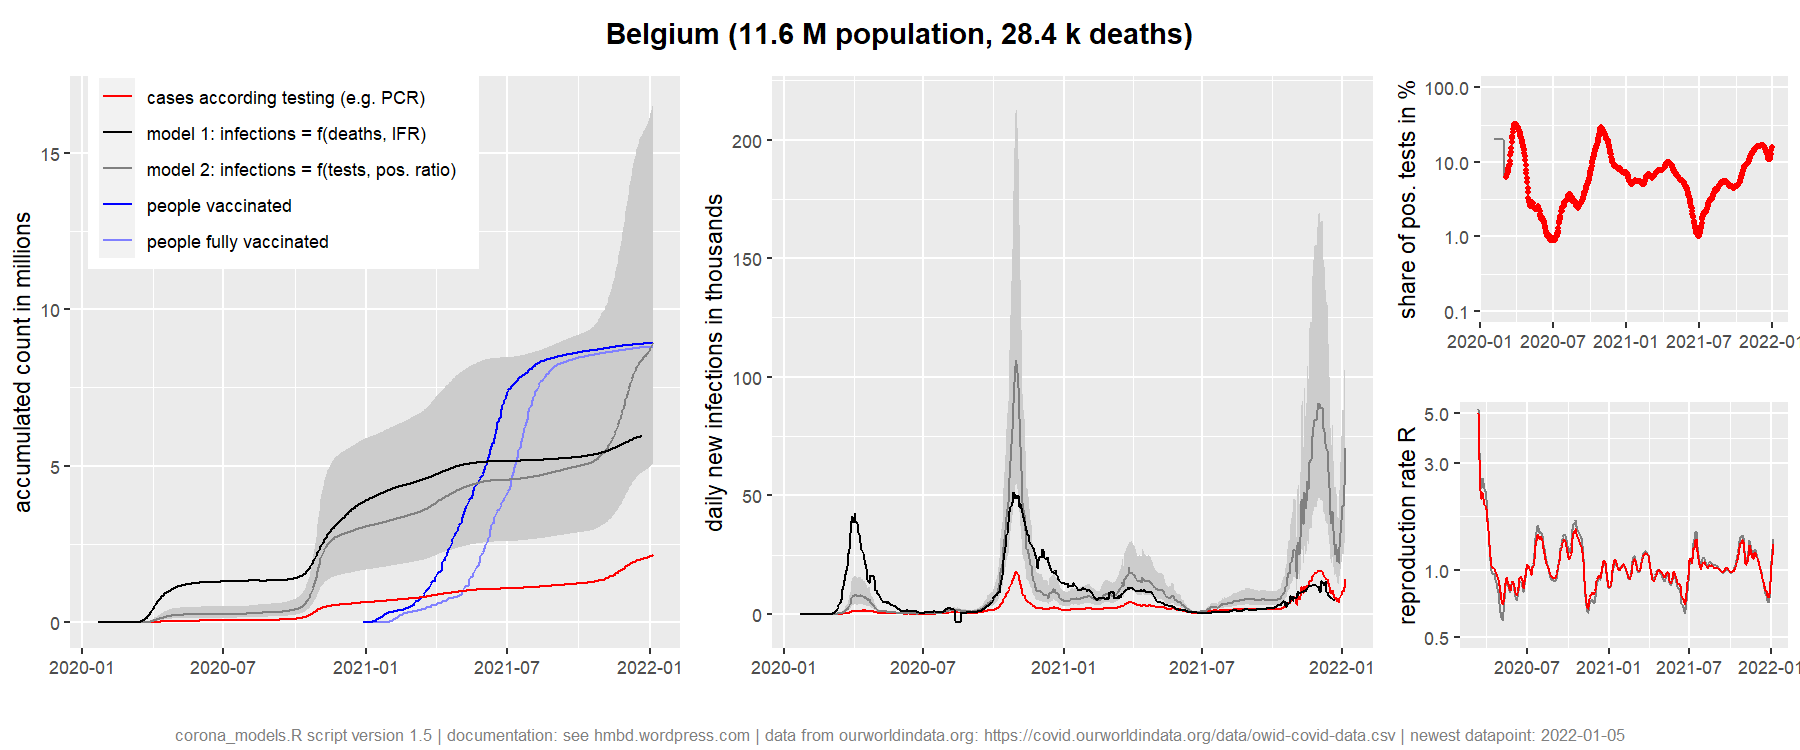 Belgium (11.6 M population, 28.4 k deaths)
accumulated count in millions
cases according testing (e.g. PCR)
model 1: infections = f(deaths, IFR)
model 2: infections = f(tests, pos. ratio)
people vaccinated
people fully vaccinated
15
10
5
0
2020-01 2020-07 2021-01 2021-07 2022-01
daily new infections in thousands
200
150
100
50
0
2020-01 2020-07 2021-01 2021-07 2022-01
share of pos. tests in %
100.0
10.0
1.0
0.1
2020-01 2020-07 2021-01 2021-07 2022-01
reproduction rate R
5.0
3.0
1.0
0.5
2020-07 2021-01 2021-07 2022-01
corona_models.R script version 1.5 | documentation: see hmbd.wordpress.com | data from ourworldindata.org: https://covid.ourworldindata.org/data/owid-covid-data.csv | newest datapoint: 2022-01-05